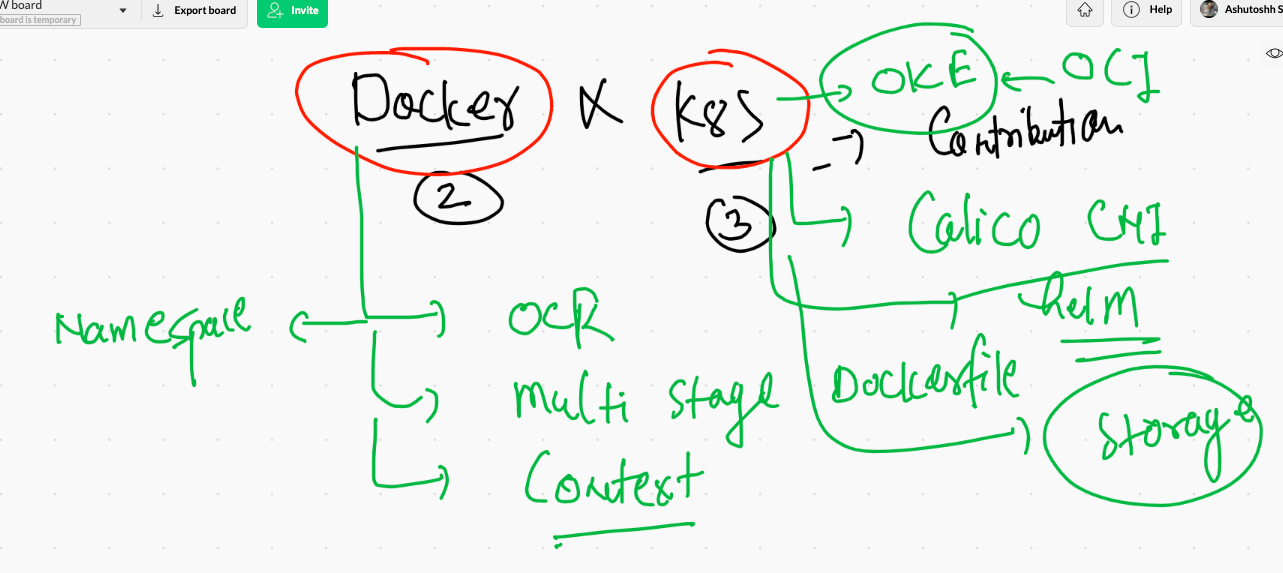 W board
Export board
Invite
Help
Ashutoshh S
board is temporary
Docker X K8S → OKE ← OCI
→ Contribution
2
3
Calico CNI
Namespace
OCR
helm
Multi stage Dockerfile
Storage
Context